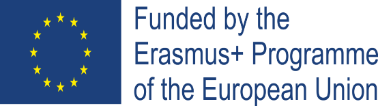 Funded by the
Erasmus+ Programme
of the European Union